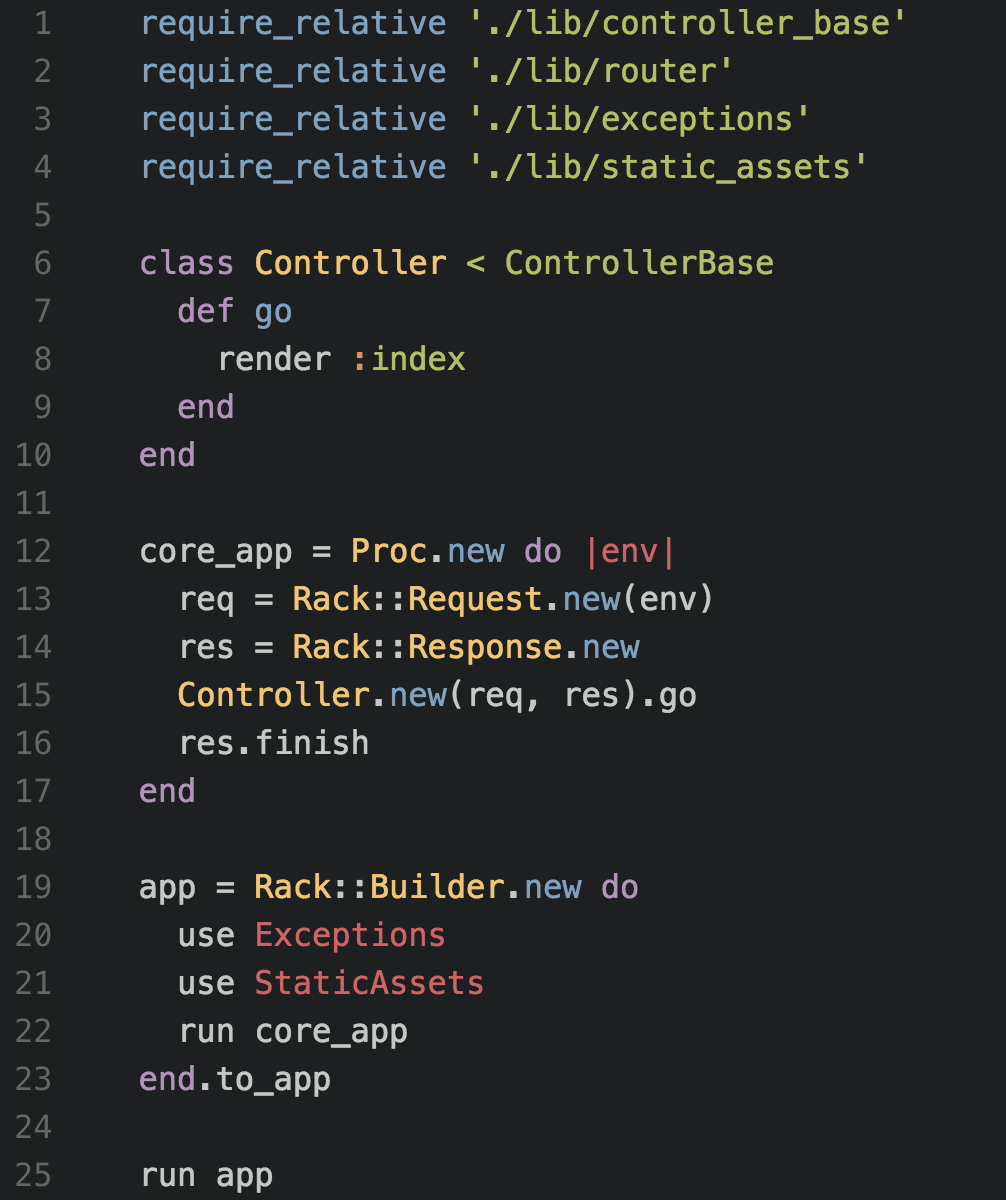 1 require_relative './lib/controller_base'
2 require_relative './lib/router'
3 require_relative './lib/exceptions'
4 require_relative './lib/static_assets'
5
6 class Controller < ControllerBase
7   def go
8     render :index
9   end
10 end
11
12 core_app = Proc.new do |env|
13   req = Rack::Request.new(env)
14   res = Rack::Response.new
15   Controller.new(req, res).go
16   res.finish
17 end
18
19 app = Rack::Builder.new do
20   use Exceptions
21   use StaticAssets
22   run core_app
23 end.to_app
24
25 run app